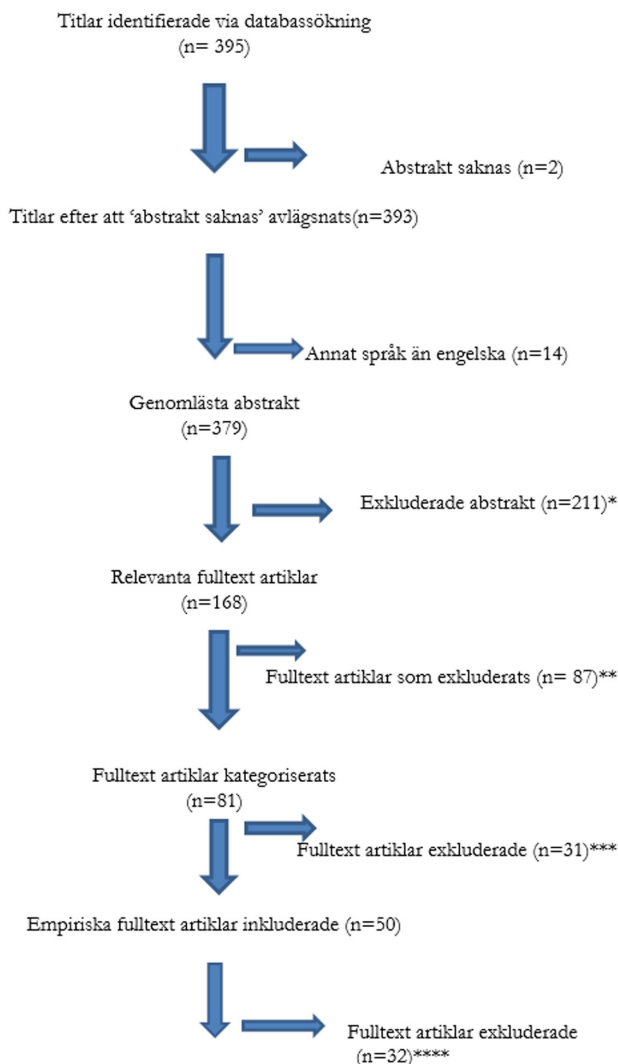 Titlar identifierade via databassökning
(n= 395)
Abstrakt saknas (n=2)
Titlar efter att ‘abstrakt saknas’ avlägsnats(n=393)
Annat språk än engelska (n=14)
Genomlästa abstrakt
(n=379)
Exkluderade abstrakt (n=211)*
Relevanta fulltext artiklar
(n=168)
Fulltext artiklar som exkluderats (n= 87)**
Fulltext artiklar kategoriserats
(n=81)
Fulltext artiklar exkluderade (n=31)***
Empiriska fulltext artiklar inkluderade (n=50)
Fulltext artiklar exkluderade
(n=32)****